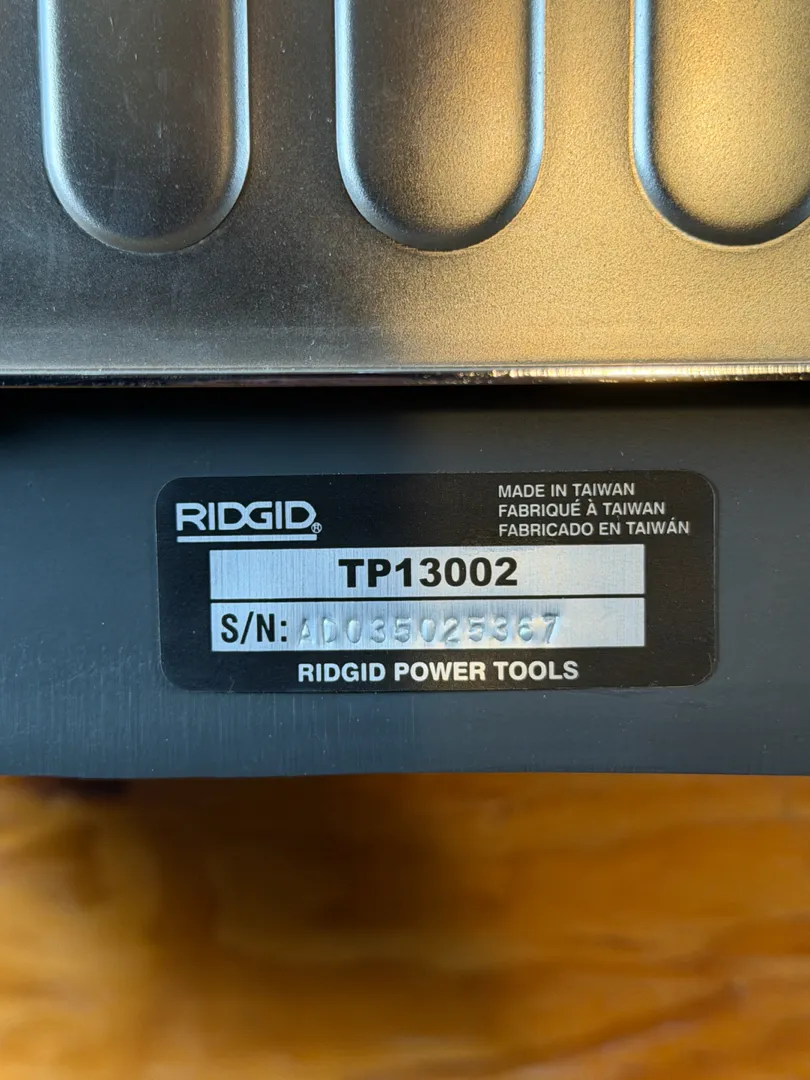 RIDGID®
MADE IN TAIWAN
FABRIQUÉ À TAIWAN
FABRICADO EN TAIWÁN
TP13002
S/N: AD035025367
RIDGID POWER TOOLS